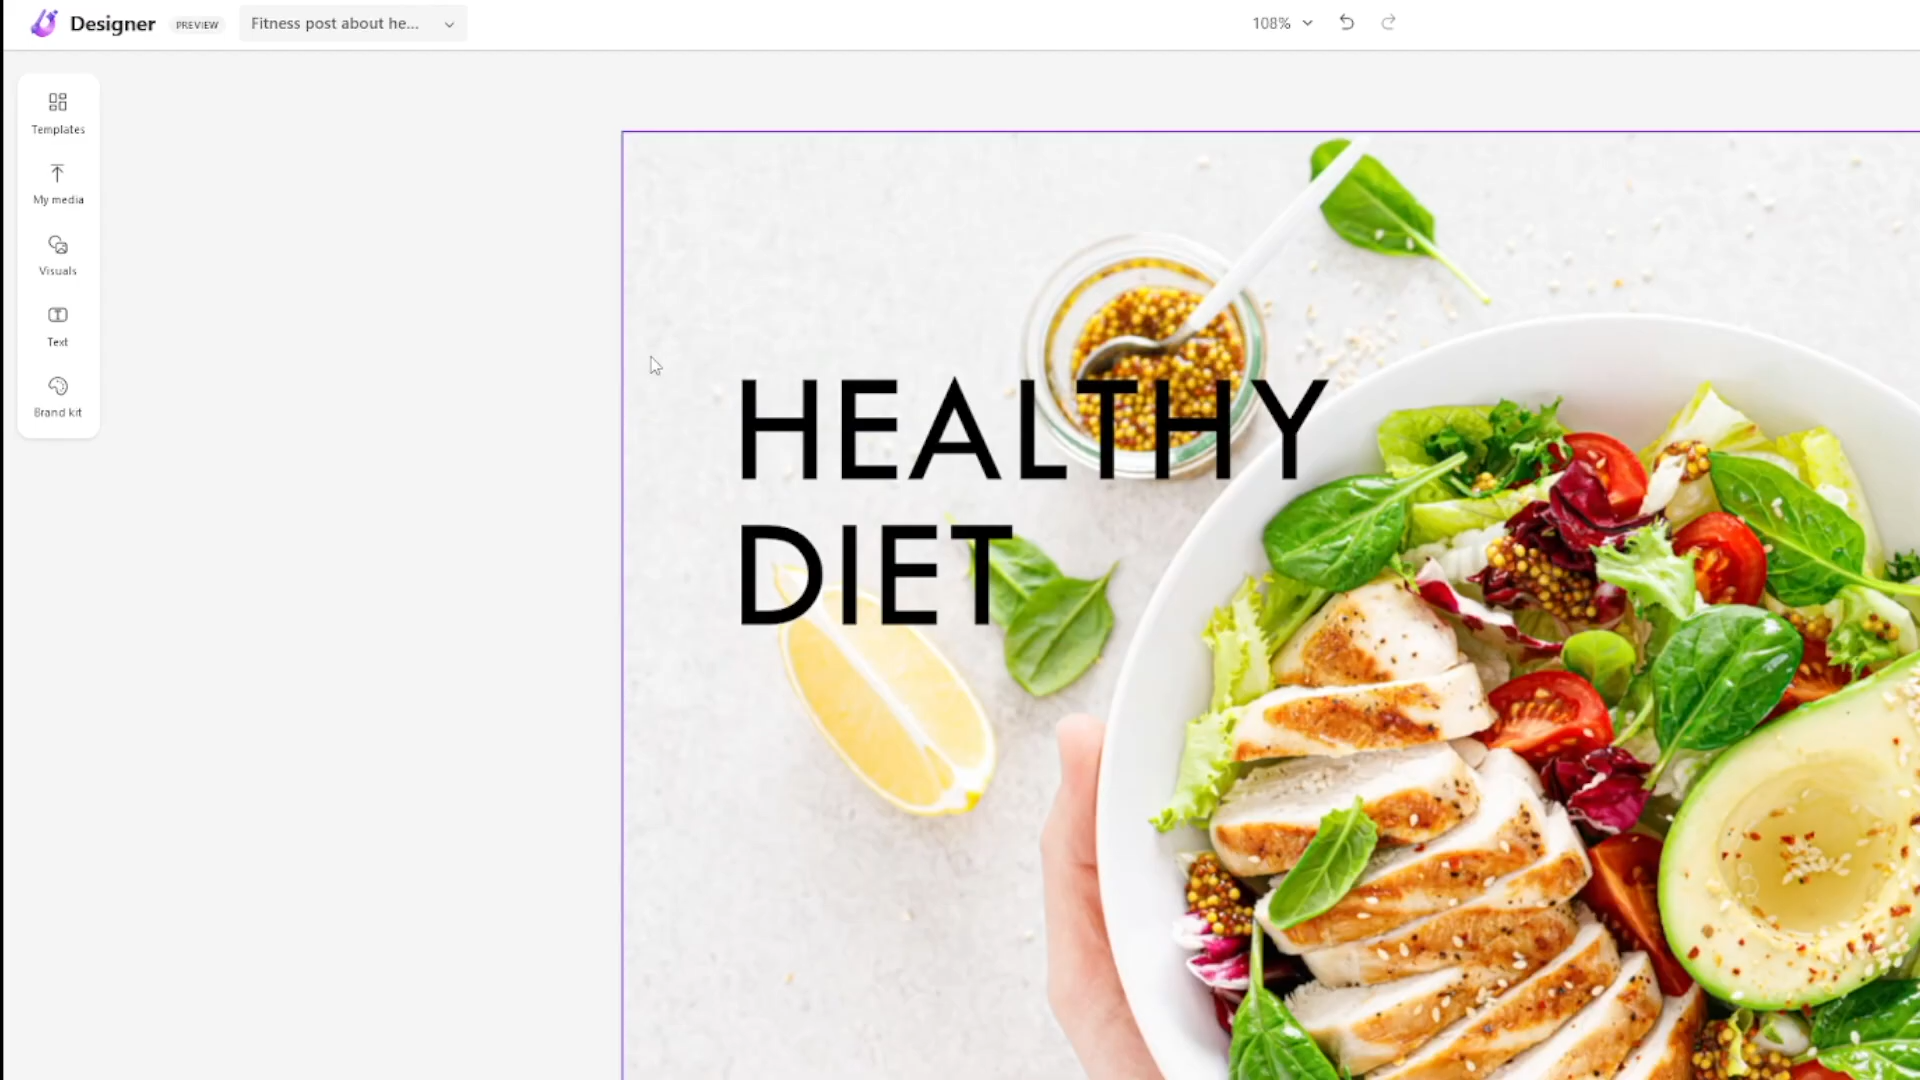 Designer
PREVIEW
Fitness post about he...
108%
Templates
My media
Visuals
Text
Brand kit
HEALTHY
DIET